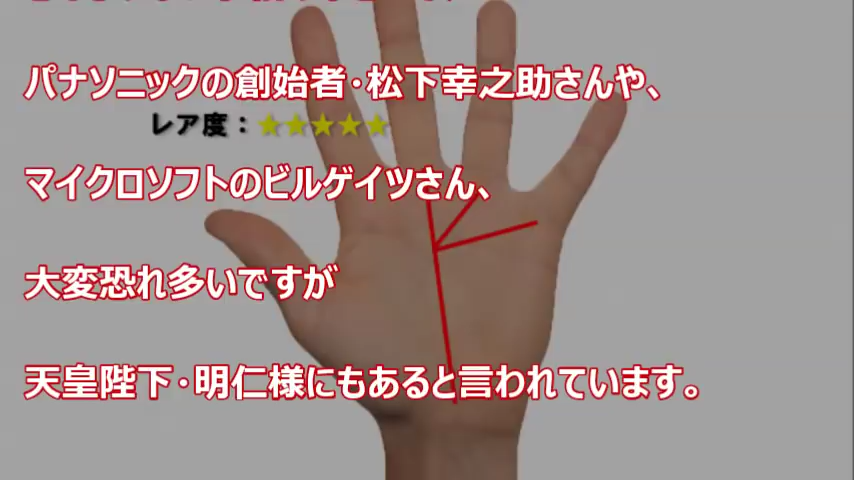 パナソニックの創始者・松下幸之助さんや、
レア度：★★★★★
マイクロソフトのビルゲイツさん、
大変恐れ多いですが
天皇陛下・明仁様にもあると言われています。